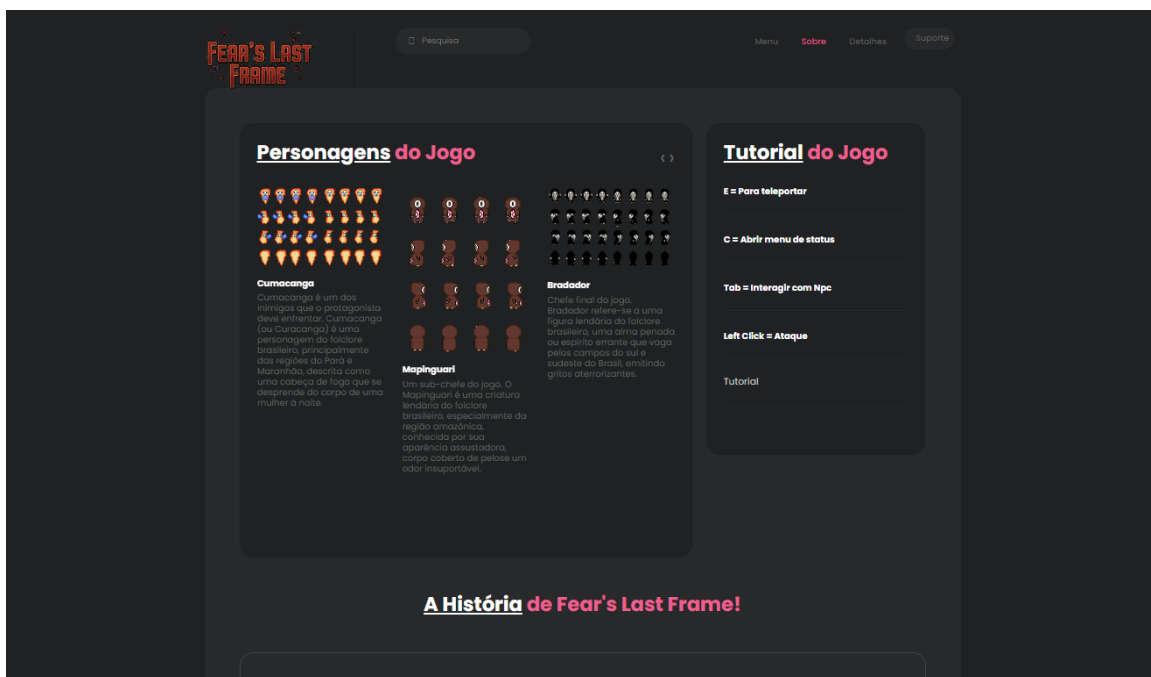 FEAR'S LAST
FRAME
Pesquisa
Menu Sobre Detalhes Suporte
Personagens do Jogo
Cumacanga
Cumacanga é um dos
inimigos que o protagonista
deve enfrentar. Cumacanga
(ou Curacanga) é uma
personagem do folclore
brasileiro, principalmente
das regiões do Pará e
Maranhão, descrita como
uma cabeça de fogo que se
desprende do corpo de uma
mulher à noite.
Mapinguari
Um sub-chefe do jogo. O
Mapinguari é uma criatura
lendária do folclore
brasileiro, especialmente da
região amazônica,
conhecida por sua
aparência assustadora,
corpo coberto de pelose um
odor insuportável.
Bradador
Chefe final do jogo.
Bradador refere-se a uma
figura lendária do folclore
brasileiro, uma alma penada
ou espírito errante que vaga
pelos campos do sul e
sudeste do Brasil, emitindo
gritos aterrorizantes.
Tutorial do Jogo
E = Para teleportar
C = Abrir menu de status
Tab = Interagir com Npc
Left Click = Ataque
Tutorial
A História de Fear's Last Frame!